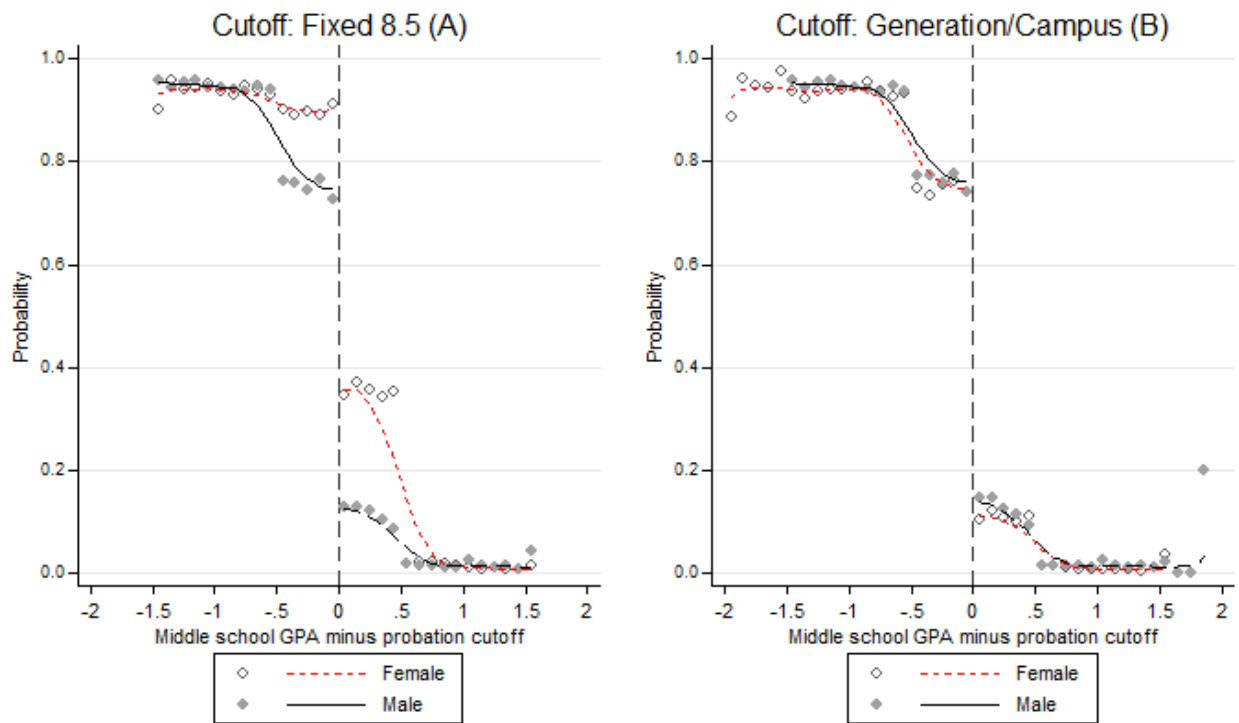 Cutoff: Fixed 8.5 (A)
1.0
0.8
0.6
0.4
0.2
0.0
Probability
-2 -1.5 -1 -.5 0 .5 1 1.5 2
Middle school GPA minus probation cutoff
Female
Male
Cutoff: Generation/Campus (B)
1.0
0.8
0.6
0.4
0.2
0.0
Probability
-2 -1.5 -1 -.5 0 .5 1 1.5 2
Middle school GPA minus probation cutoff
Female
Male